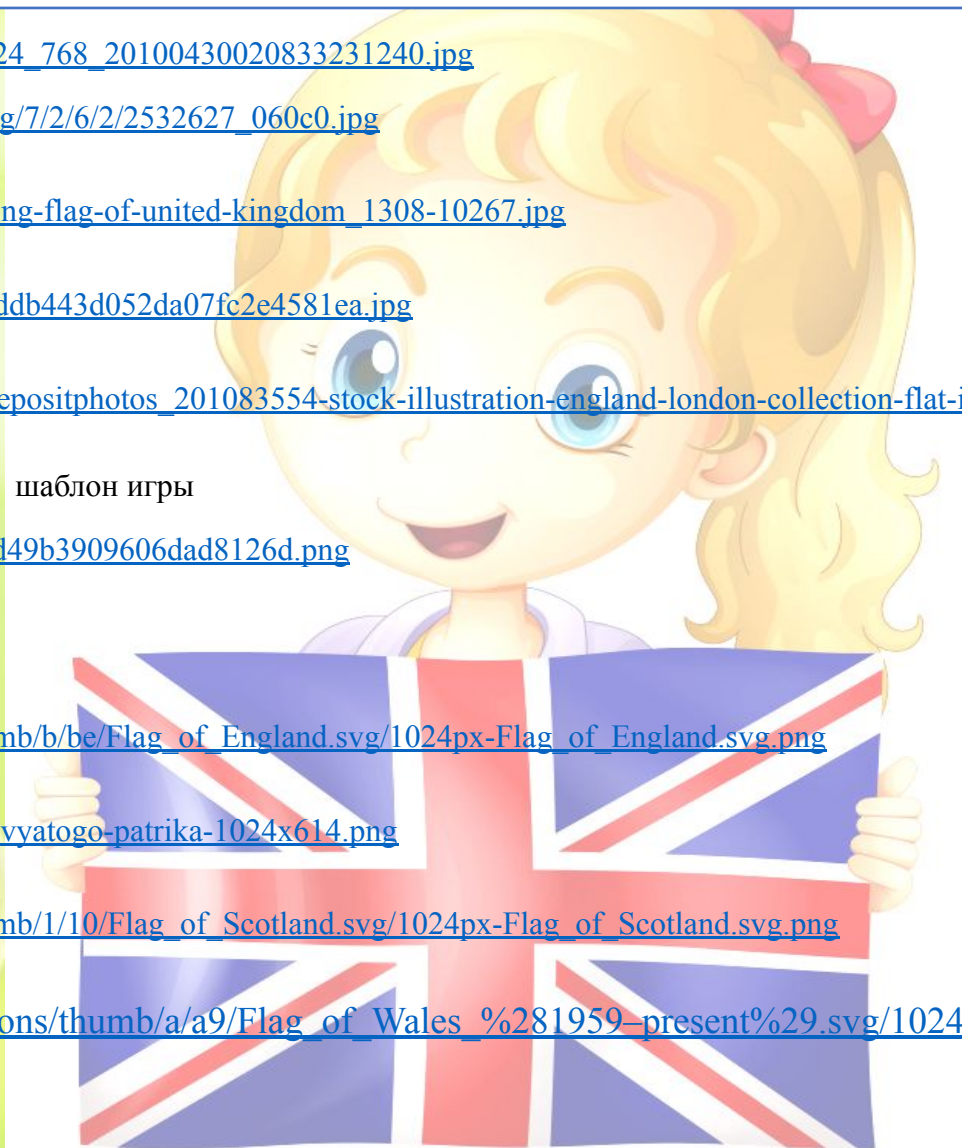 24_768_20100430020833231240.jpg
g/7/2/6/2/2532627_060c0.jpg
ng-flag-of-united-kingdom_1308-10267.jpg
ddb443d052da07fc2e4581ea.jpg
epositphotos_201083554-stock-illustration-england-london-collection-flat-i
шаблон игры
d49b3909606dad8126d.png
mb/b/be/Flag_of_England.svg/1024px-Flag_of_England.svg.png
vyatogo-patrika-1024x614.png
mb/1/10/Flag_of_Scotland.svg/1024px-Flag_of_Scotland.svg.png
ons/thumb/a/a9/Flag_of_Wales_%281959–present%29.svg/1024